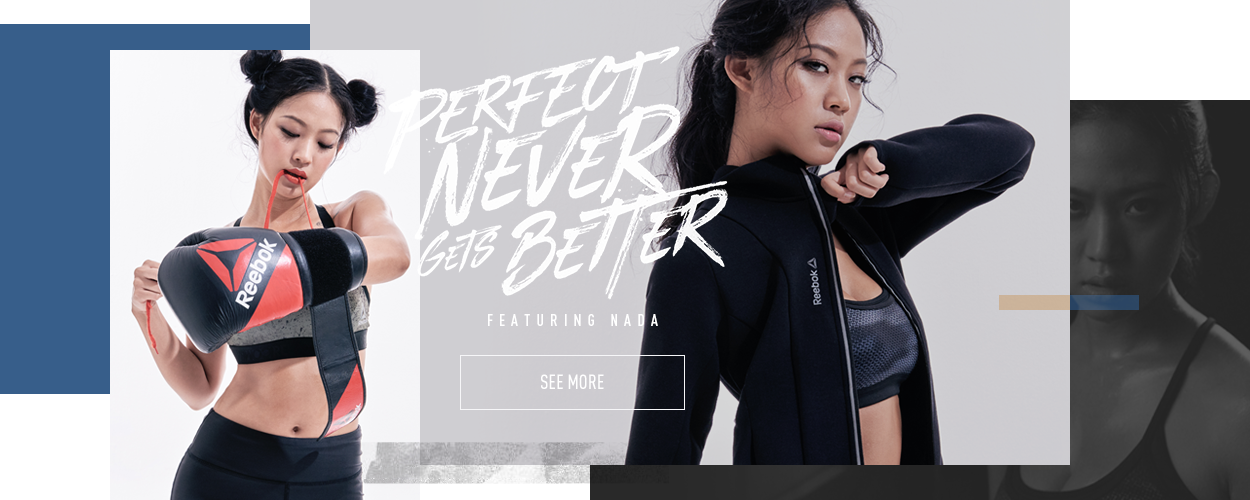 PERFECT
NEVER
GETS BETTER
FEATURING NADA
SEE MORE
Reebok
Reebok